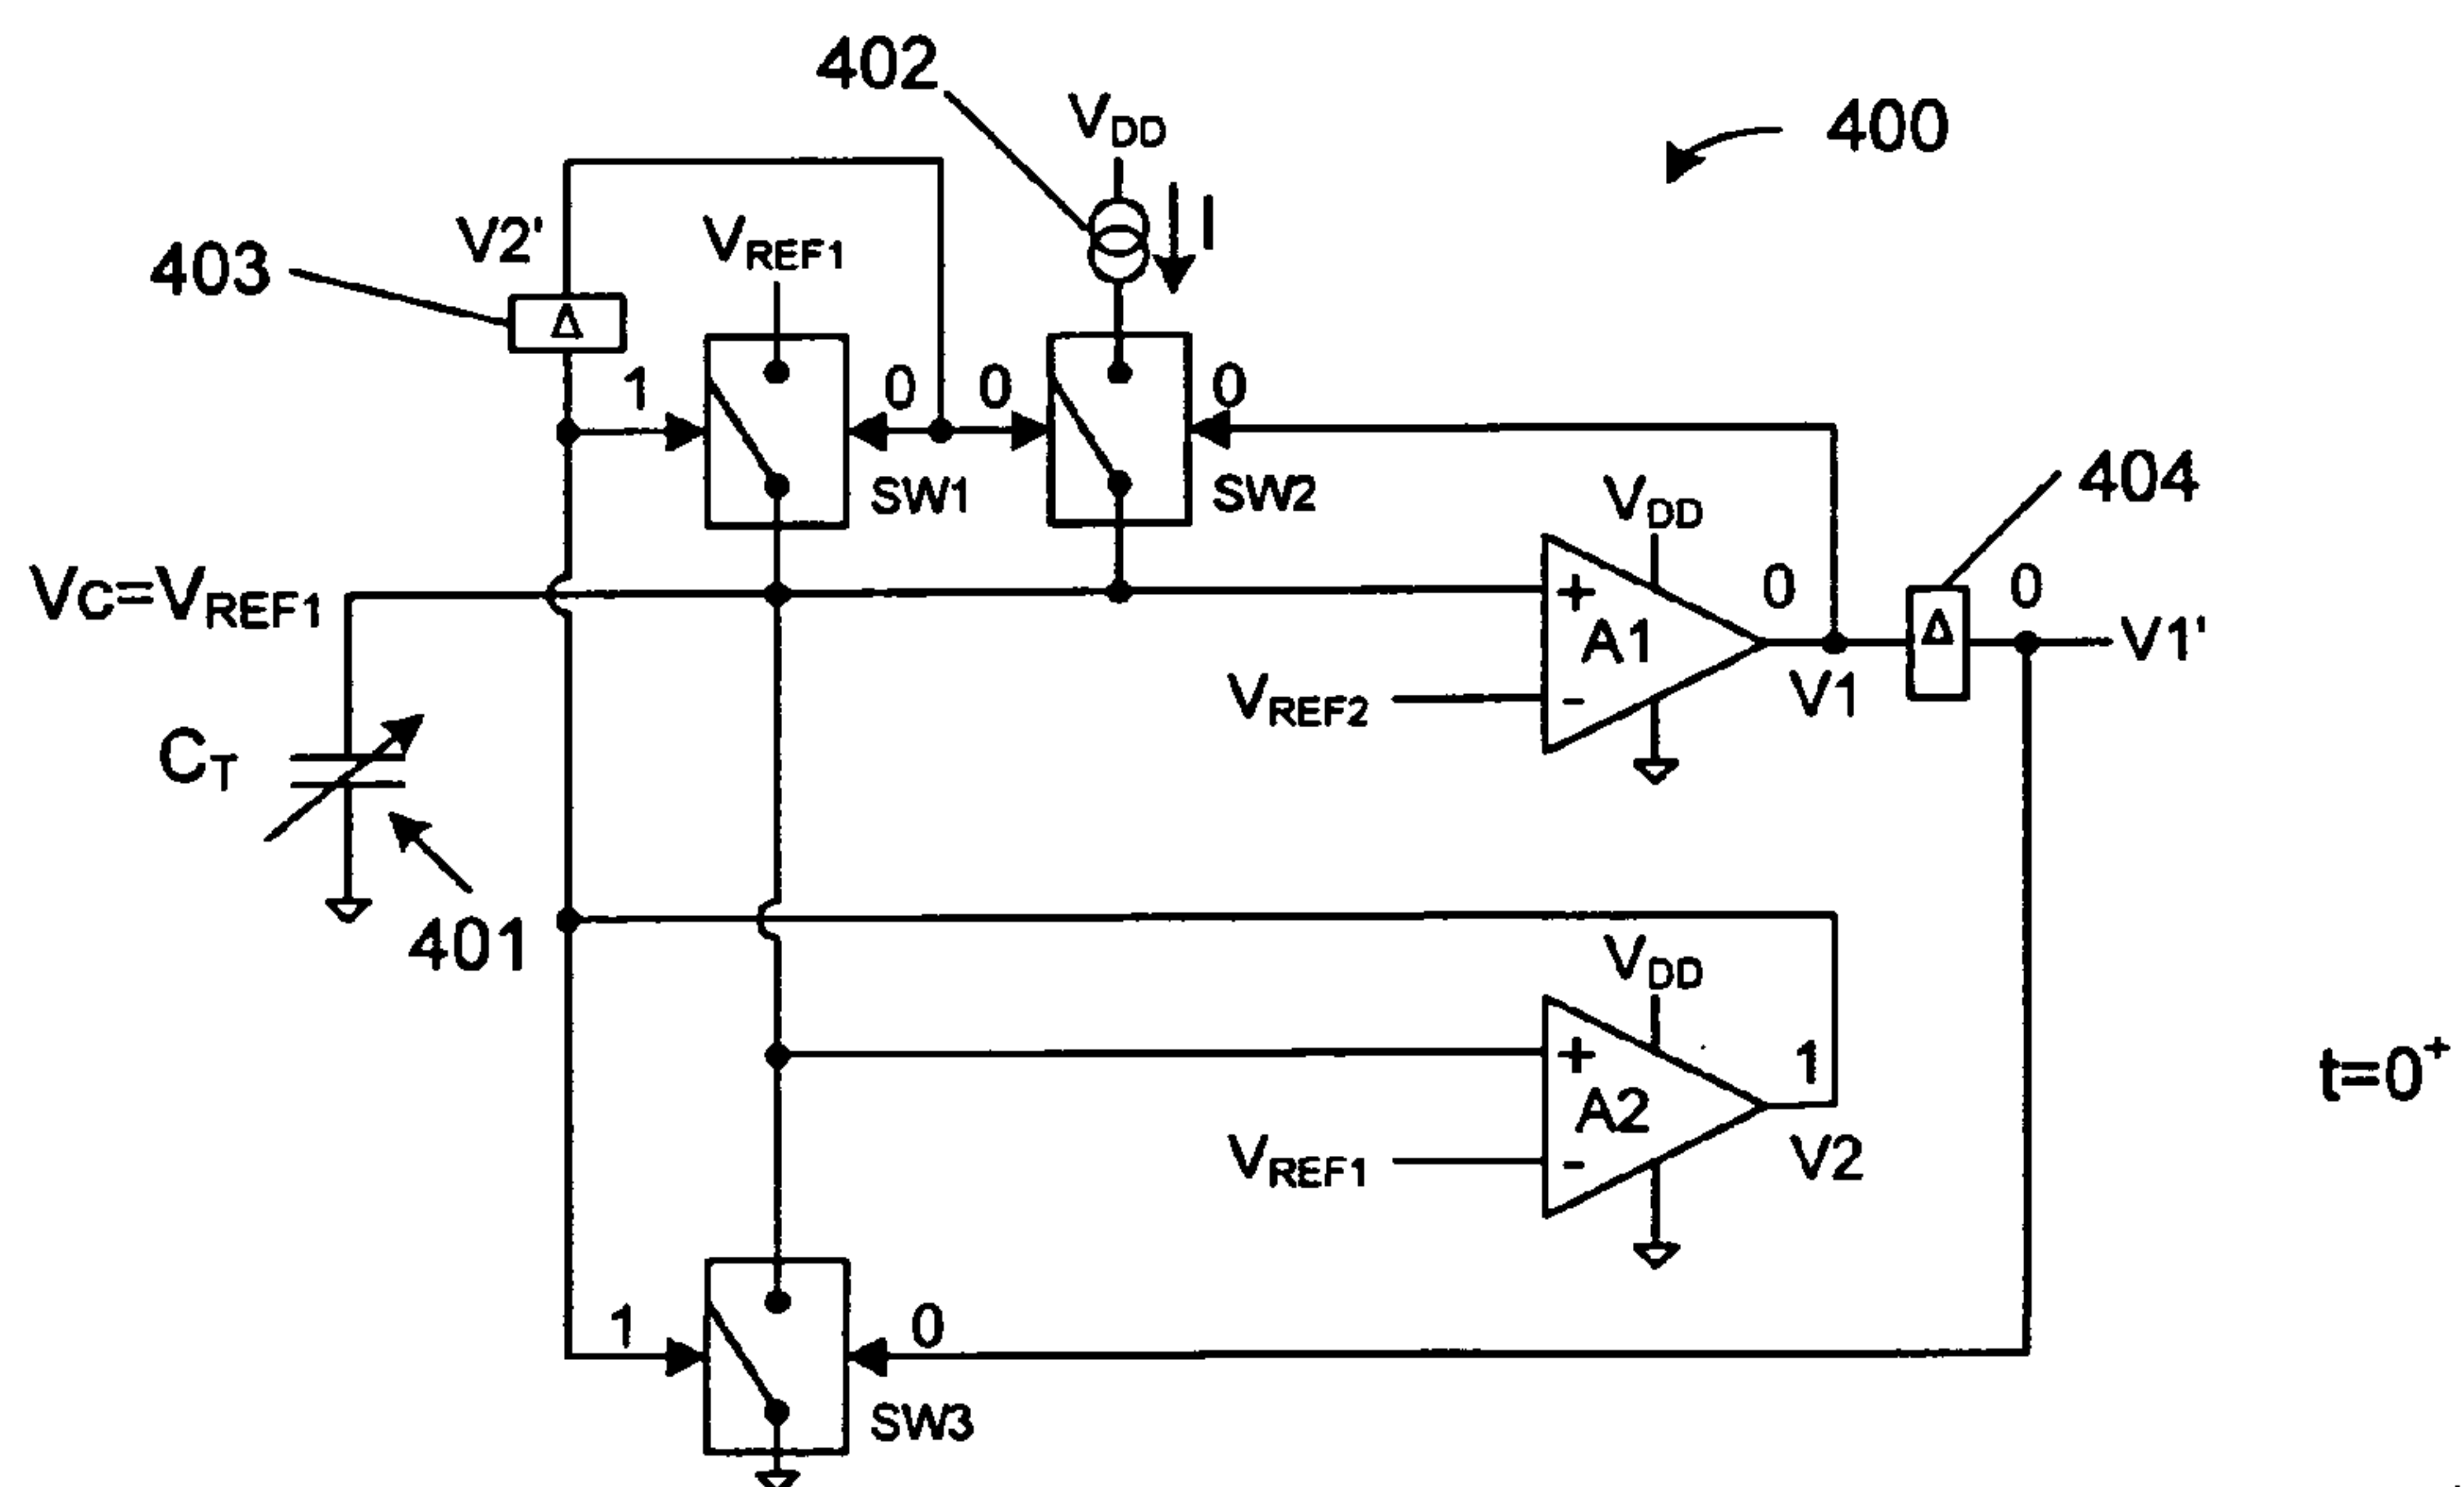 402
VDD
400
I
V2'
VREF1
403
Δ
1
0
0
0
SW1
SW2
VDD
404
VC=VREF1
+
A1
0
Δ
0
V1'
VREF2
-
V1
CT
401
VDD
+
A2
1
t=0+
VREF1
-
V2
1
0
SW3